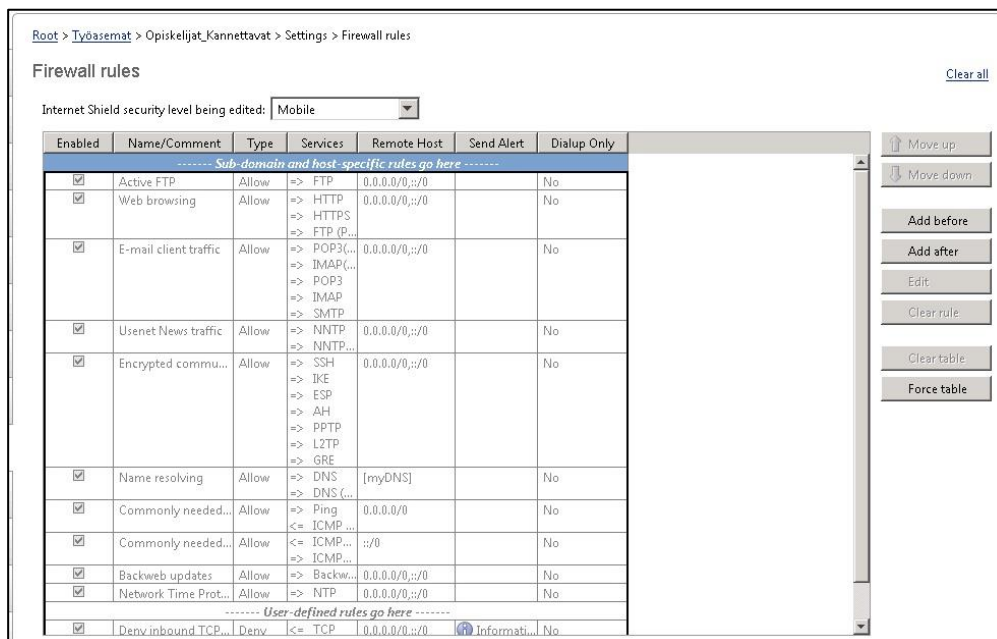 Root > Työasemat > Opiskelijat_Kannettavat > Settings > Firewall rules
Firewall rules
Clear all
Internet Shield security level being edited: Mobile
Enabled Name/Comment Type Services Remote Host Send Alert Dialup Only
------- Sub-domain and host-specific rules go here -------
Active FTP Allow => FTP 0.0.0.0/0,::/0 No
Web browsing Allow => HTTP 0.0.0.0/0,::/0 No
=> HTTPS
=> FTP (P...
E-mail client traffic Allow => POP3(... 0.0.0.0/0,::/0 No
=> IMAP(...
=> POP3
=> IMAP
=> SMTP
Usenet News traffic Allow => NNTP 0.0.0.0/0,::/0 No
=> NNTP...
Encrypted commu... Allow => SSH 0.0.0.0/0,::/0 No
=> IKE
=> ESP
=> AH
=> PPTP
=> L2TP
=> GRE
Name resolving Allow => DNS [myDNS] No
=> DNS (...
Commonly needed... Allow => Ping 0.0.0.0/0 No
<= ICMP ...
Commonly needed... Allow <= ICMP... ::/0 No
=> ICMP...
Backweb updates Allow => Backw... 0.0.0.0/0,::/0 No
Network Time Prot... Allow => NTP 0.0.0.0/0,::/0 No
------- User-defined rules go here -------
Deny inbound TCP... Deny <= TCP 0.0.0.0/0,::/0 Informati... No
Move up
Move down
Add before
Add after
Edit
Clear rule
Clear table
Force table